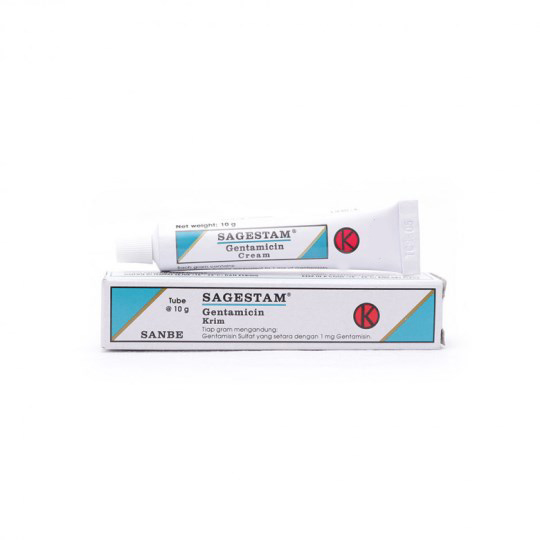 Net weight: 10 g
SAGESTAM®
Gentamicin
Cream
K
Tube
@ 10 g
SANBE
SAGESTAM®
Gentamicin
Krim
Tiap gram mengandung:
Gentamisin Sulfat yang setara dengan 1 mg Gentamisin.
K